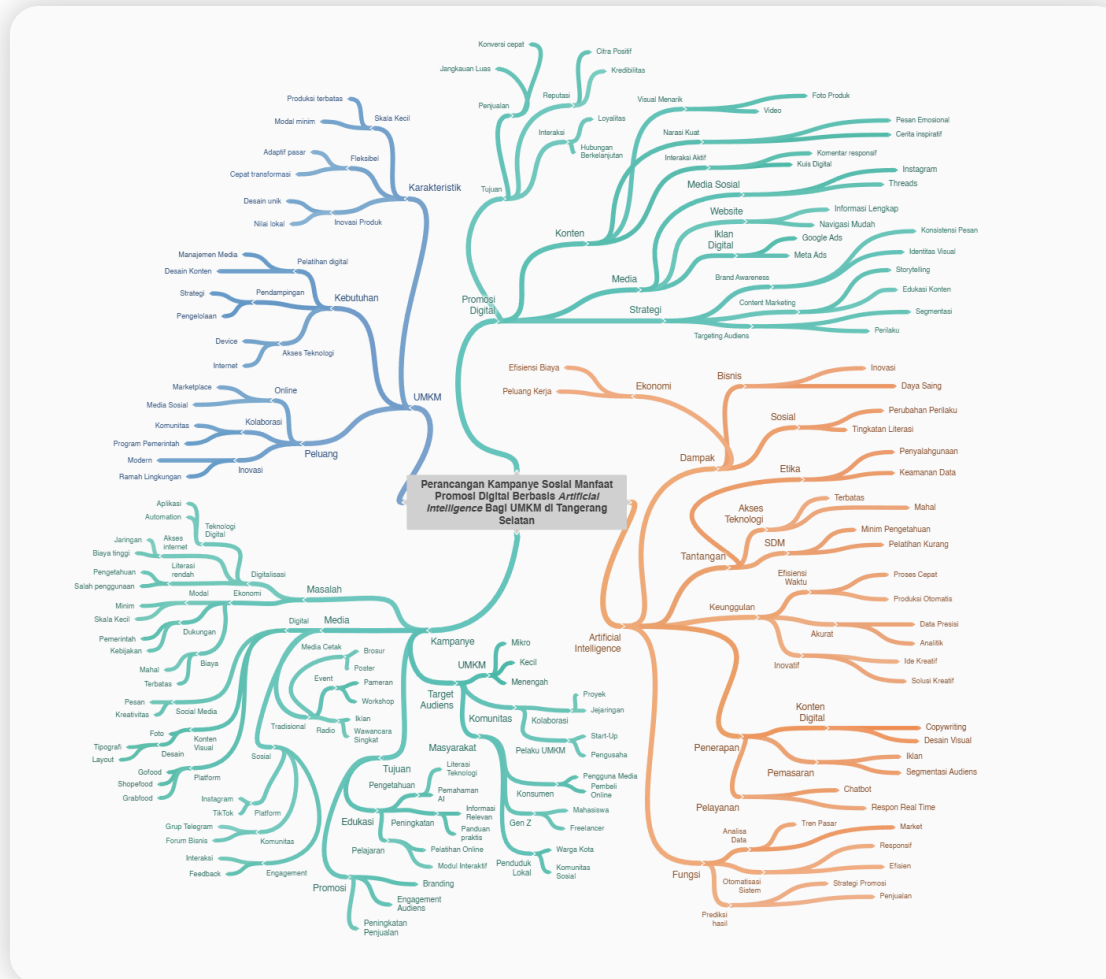 Perancangan Kampanye Sosial Manfaat
Promosi Digital Berbasis Artificial
Intelligence Bagi UMKM di Tangerang
Selatan
UMKM
Karakteristik
Skala Kecil
Produksi terbatas
Modal minim
Fleksibel
Adaptif pasar
Cepat transformasi
Inovasi Produk
Desain unik
Nilai lokal
Kebutuhan
Pelatihan digital
Manajemen Media
Desain Konten
Pendampingan
Strategi
Pengelolaan
Akses Teknologi
Device
Internet
Peluang
Online
Marketplace
Media Sosial
Kolaborasi
Komunitas
Program Pemerintah
Inovasi
Modern
Ramah Lingkungan
Promosi
Digital
Tujuan
Penjualan
Konversi cepat
Jangkauan Luas
Reputasi
Citra Positif
Kredibilitas
Interaksi
Loyalitas
Hubungan
Berkelanjutan
Konten
Visual Menarik
Foto Produk
Video
Narasi Kuat
Pesan Emosional
Cerita inspiratif
Interaksi Aktif
Komentar responsif
Kuis Digital
Media
Media Sosial
Instagram
Threads
Website
Informasi Lengkap
Navigasi Mudah
Iklan
Digital
Google Ads
Meta Ads
Strategi
Brand Awareness
Konsistensi Pesan
Identitas Visual
Content Marketing
Storytelling
Edukasi Konten
Targeting Audiens
Segmentasi
Perilaku
Artificial
Intelligence
Dampak
Ekonomi
Efisiensi Biaya
Peluang Kerja
Bisnis
Inovasi
Daya Saing
Sosial
Perubahan Perilaku
Tingkatan Literasi
Tantangan
Etika
Penyalahgunaan
Keamanan Data
Akses
Teknologi
Terbatas
Mahal
SDM
Minim Pengetahuan
Pelatihan Kurang
Keunggulan
Efisiensi
Waktu
Proses Cepat
Produksi Otomatis
Akurat
Data Presisi
Analitik
Inovatif
Ide Kreatif
Solusi Kreatif
Penerapan
Konten
Digital
Copywriting
Desain Visual
Pemasaran
Iklan
Segmentasi Audiens
Pelayanan
Chatbot
Respon Real Time
Fungsi
Analisa
Data
Tren Pasar
Market
Otomatisasi
Sistem
Responsif
Efisien
Prediksi
hasil
Strategi Promosi
Penjualan
Kampanye
Masalah
Digitalisasi
Teknologi
Digital
Aplikasi
Automation
Akses
internet
Jaringan
Biaya tinggi
Literasi
rendah
Pengetahuan
Salah penggunaan
Ekonomi
Modal
Minim
Skala Kecil
Dukungan
Pemerintah
Kebijakan
Biaya
Mahal
Terbatas
Media
Digital
Social Media
Pesan
Kreativitas
Konten
Visual
Foto
Desain
Tipografi
Layout
Platform
Gofood
Shopefood
Grabfood
Sosial
Platform
Instagram
TikTok
Komunitas
Grup Telegram
Forum Bisnis
Engagement
Interaksi
Feedback
Tradisional
Media Cetak
Brosur
Poster
Event
Pameran
Workshop
Radio
Iklan
Wawancara
Singkat
Target
Audiens
UMKM
Mikro
Kecil
Menengah
Komunitas
Kolaborasi
Proyek
Jejaringan
Pelaku UMKM
Start-Up
Pengusaha
Masyarakat
Konsumen
Pengguna Media
Pembeli
Online
Gen Z
Mahasiswa
Freelancer
Penduduk
Lokal
Warga Kota
Komunitas
Sosial
Tujuan
Edukasi
Pengetahuan
Literasi
Teknologi
Pemahaman
AI
Peningkatan
Informasi
Relevan
Panduan
praktis
Pelajaran
Pelatihan Online
Modul Interaktif
Promosi
Branding
Engagement
Audiens
Peningkatan
Penjualan